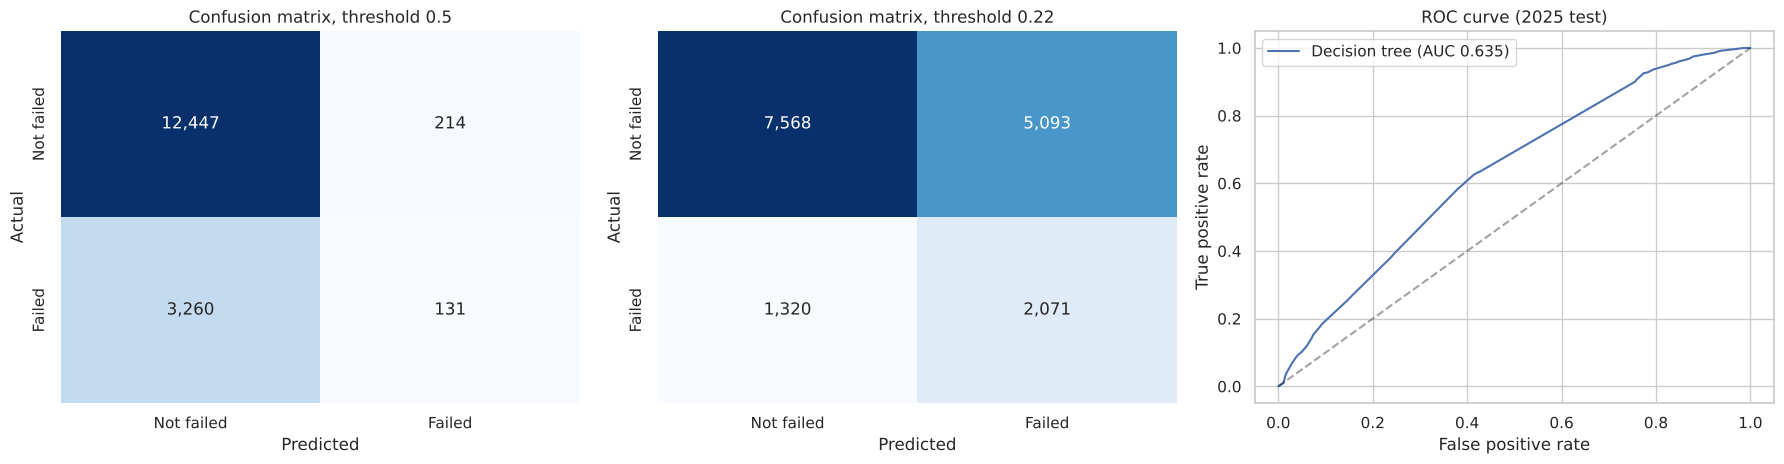 Confusion matrix, threshold 0.5
Actual
Not failed
Failed
12,447
214
3,260
131
Not failed
Failed
Predicted
Confusion matrix, threshold 0.22
Actual
Not failed
Failed
7,568
5,093
1,320
2,071
Not failed
Failed
Predicted
ROC curve (2025 test)
Decision tree (AUC 0.635)
True positive rate
1.0
0.8
0.6
0.4
0.2
0.0
0.0
0.2
0.4
0.6
0.8
1.0
False positive rate